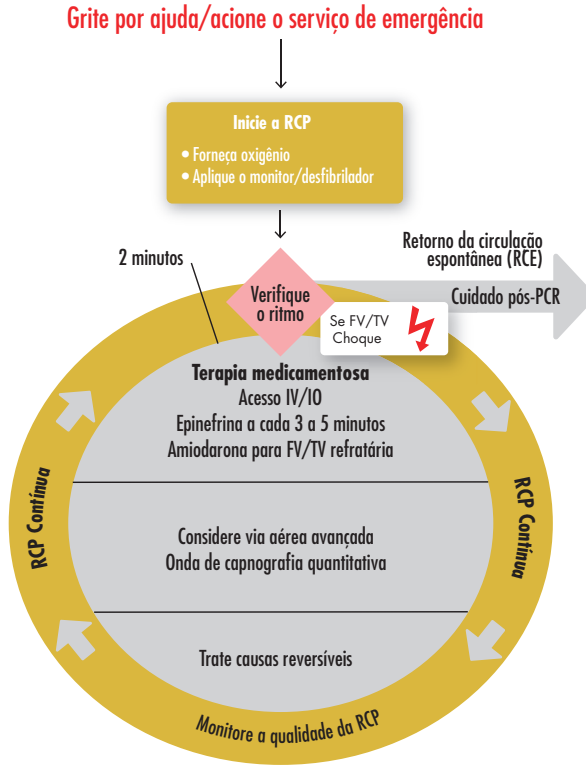 Grite por ajuda/acione o serviço de emergência
Inicie a RCP
• Forneça oxigênio
• Aplique o monitor/desfibrilador
2 minutos
Retorno da circulação
espontânea (RCE)
Cuidado pós-PCR
Verifique
o ritmo
Se FV/TV
Choque
Terapia medicamentosa
Acesso IV/IO
Epinefrina a cada 3 a 5 minutos
Amiodarona para FV/TV refratária
RCP Contínua
RCP Contínua
Considere via aérea avançada
Onda de capnografia quantitativa
Trate causas reversíveis
Monitore a qualidade da RCP